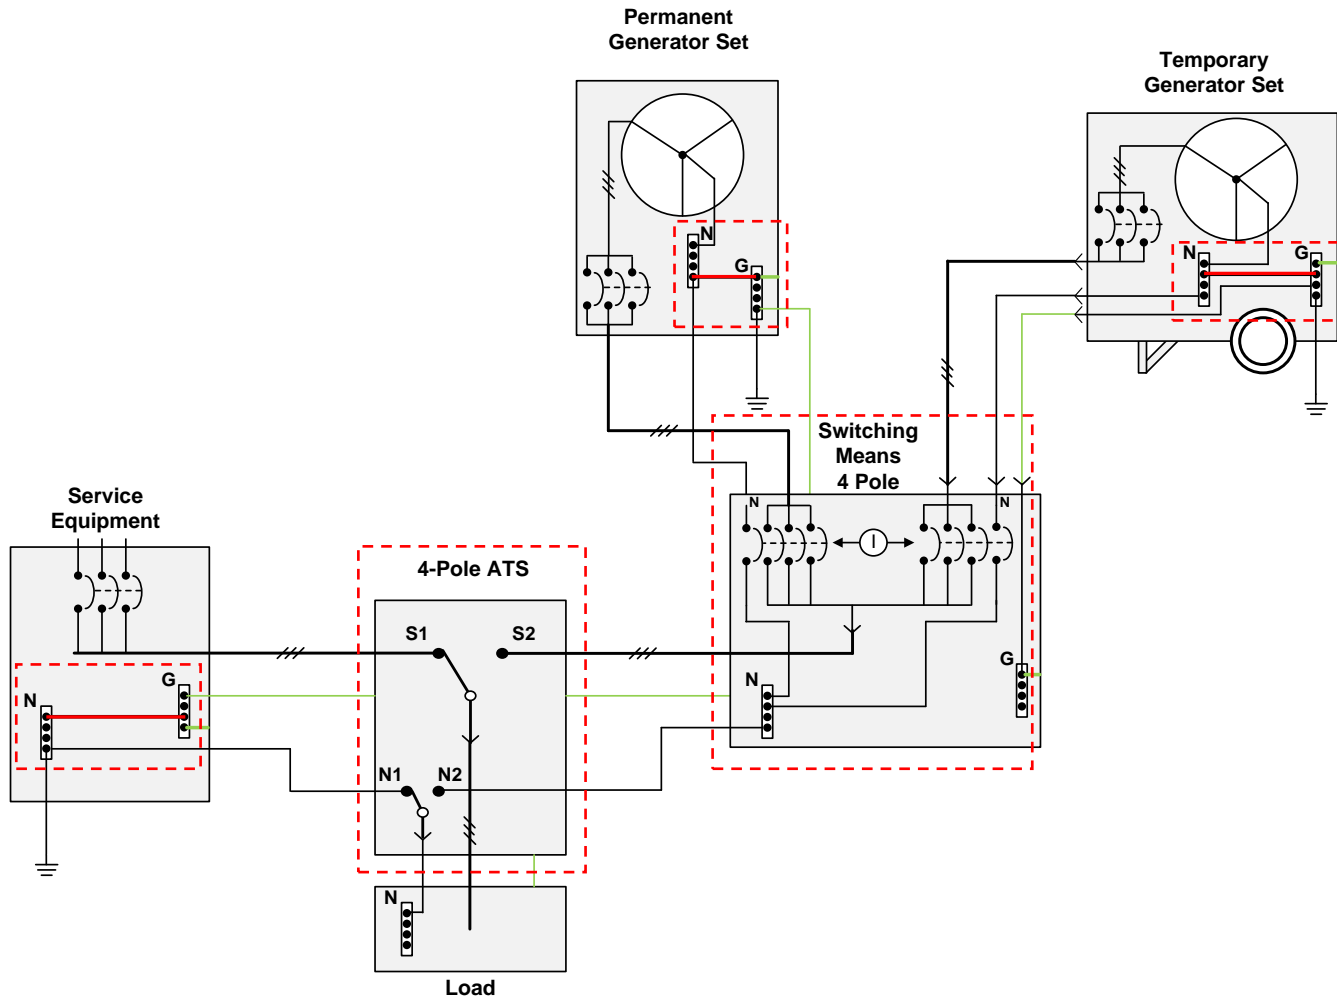 Permanent
Generator Set
Temporary
Generator Set
N
G
N
G
Switching
Means
4 Pole
N
N
I
Service
Equipment
4-Pole ATS
S1
S2
G
N
N
G
N1
N2
N
Load